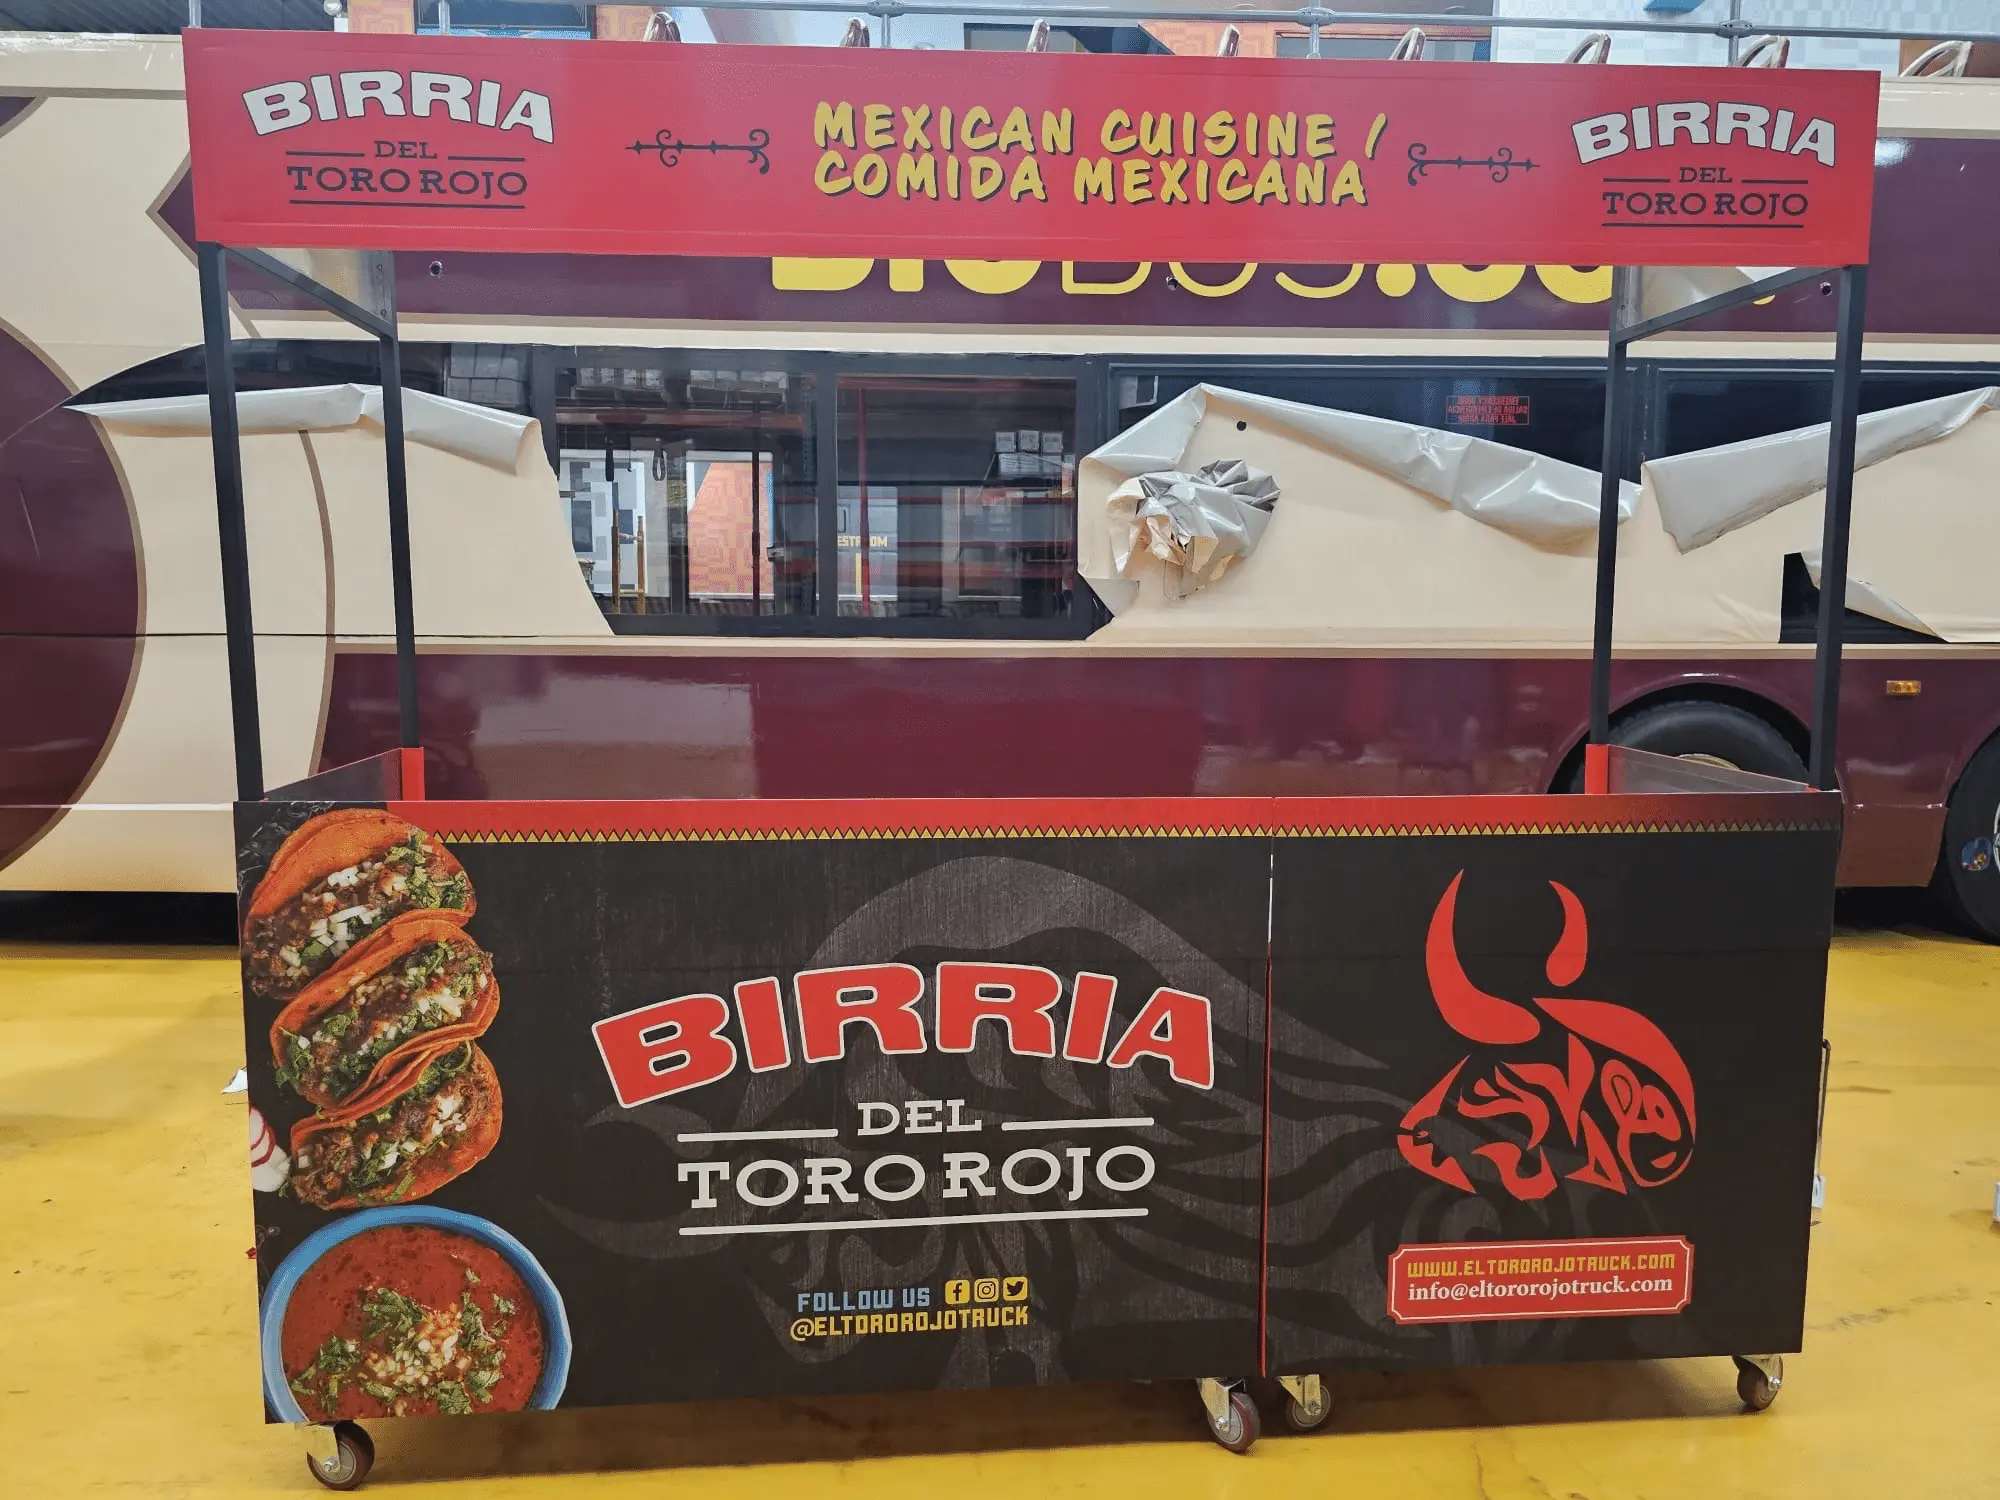 BIRRIA
DEL
TORO ROJO
MEXICAN CUISINE /
COMIDA MEXICANA
BIRRIA
DEL
TORO ROJO
BIRRIA
DEL
TORO ROJO
FOLLOW US
@ELTOROROJOTRUCK
WWW.ELTOROROJOTRUCK.COM
info@eltororojotruck.com